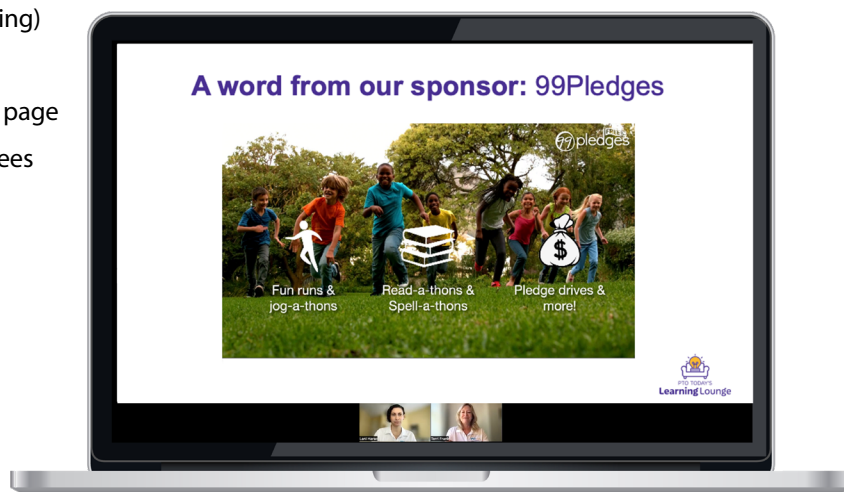 ing)
page
ees
A word from our sponsor: 99Pledges
99pledges
Fun runs &
jog-a-thons
Read-a-thons &
Spell-a-thons
Pledge drives &
more!
$
PTO TODAY'S
Learning Lounge